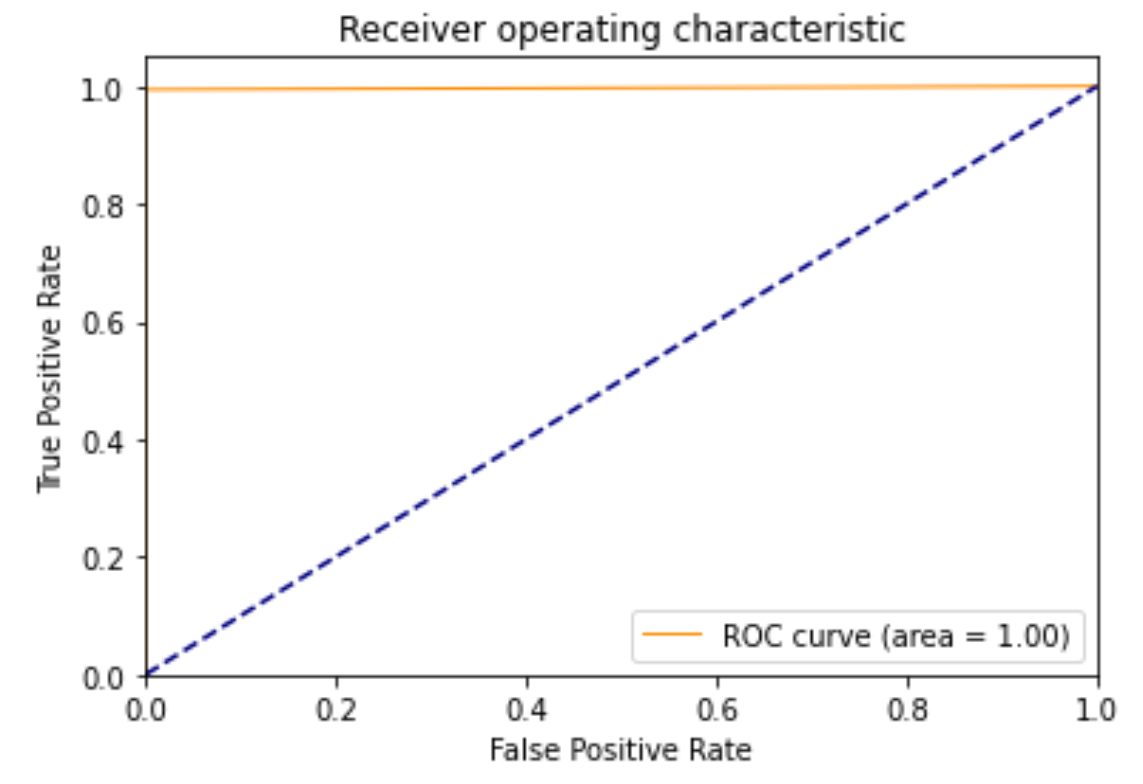 Receiver operating characteristic
1.0
0.8
0.6
0.4
0.2
0.0
True Positive Rate
ROC curve (area = 1.00)
0.0 0.2 0.4 0.6 0.8 1.0
False Positive Rate